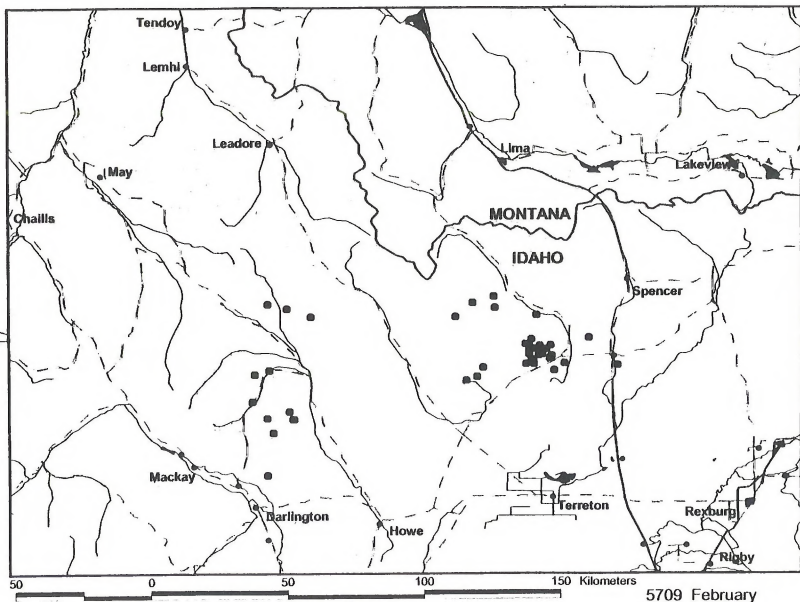 Tendoy
Lemhi
Leadore
Lima
Lakeview
May
Challis
MONTANA
IDAHO
Spencer
Mackay
Darlington
Howe
Terreton
Rexburg
Rigby
50 0 50 100 150 Kilometers
5709 February